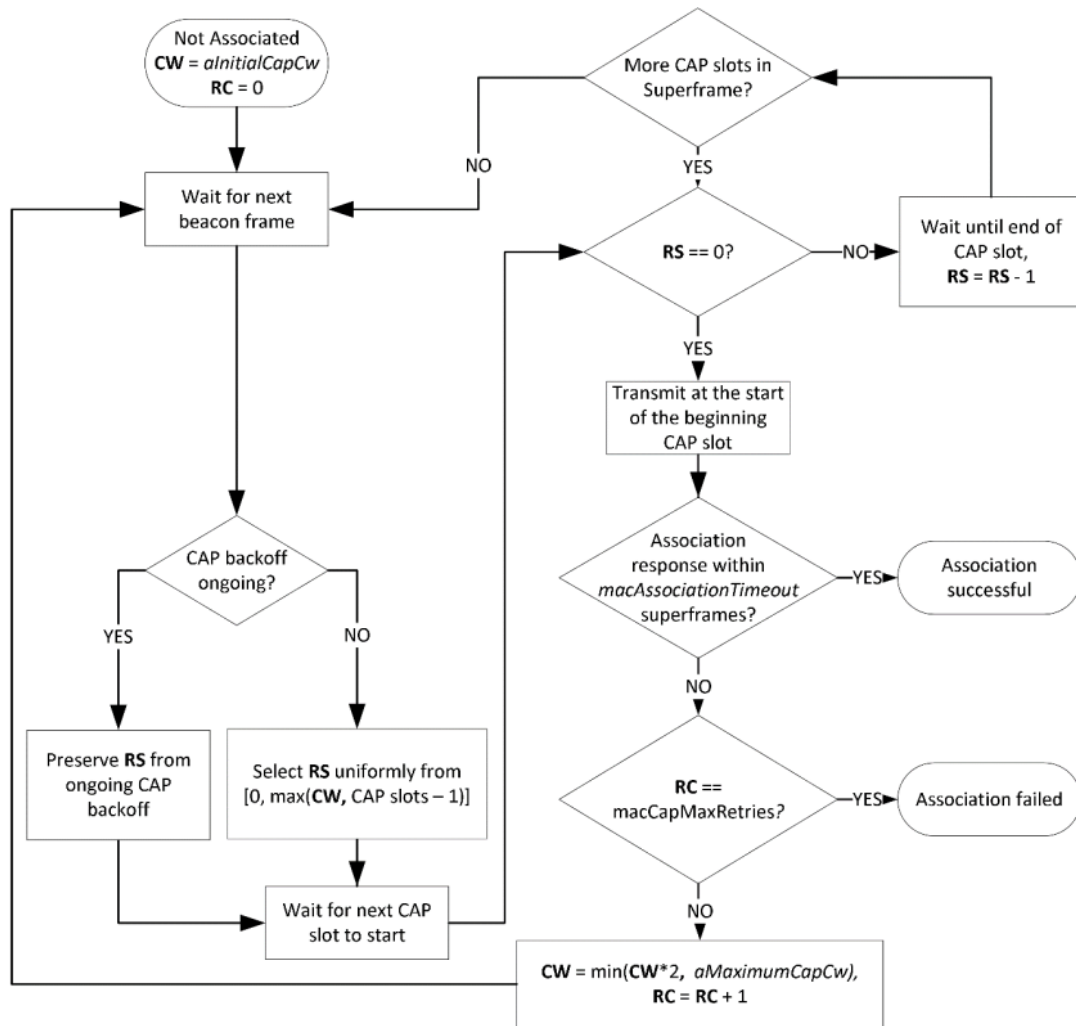 Not Associated
CW = aInitialCapCw
RC = 0
More CAP slots in
Superframe?
NO
YES
Wait for next
beacon frame
RS == 0?
NO
Wait until end of
CAP slot,
RS = RS - 1
YES
Transmit at the start
of the beginning
CAP slot
CAP backoff
ongoing?
YES
NO
Association
response within
macAssociationTimeout
superframes?
YES
Association
successful
NO
Preserve RS from
ongoing CAP
backoff
Select RS uniformly from
[0, max(CW, CAP slots – 1)]
RC ==
macCapMaxRetries?
YES
Association failed
Wait for next CAP
slot to start
NO
CW = min(CW*2, aMaximumCapCw),
RC = RC + 1